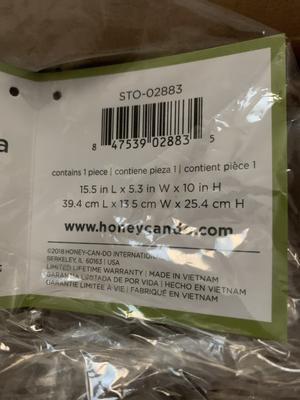 a
STO-02883
8 47539 02883 5
contains 1 piece | contiene pieza 1 | contient pièce 1
15.5 in L x 5.3 in W x 10 in H
39.4 cm L x 13.5 cm W x 25.4 cm H
www.honeycando.com
©2018 HONEY-CAN-DO INTERNATIONAL
BERKELEY, IL 60163 | USA
LIMITED LIFETIME WARRANTY | MADE IN VIETNAM
GARANTÍA LIMITADA DE POR VIDA | HECHO EN VIETNAM
GARANTIE LIMITÉE À VIE | FABRIQUÉ EN VIETNAM
s